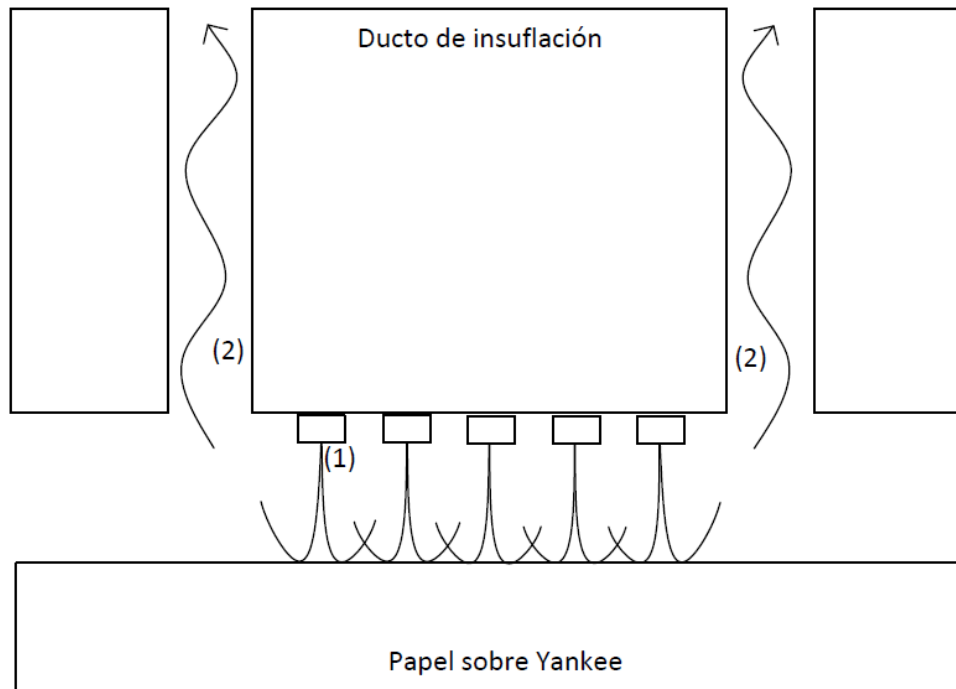 Ducto de insuflación
(2)
(2)
(1)
Papel sobre Yankee